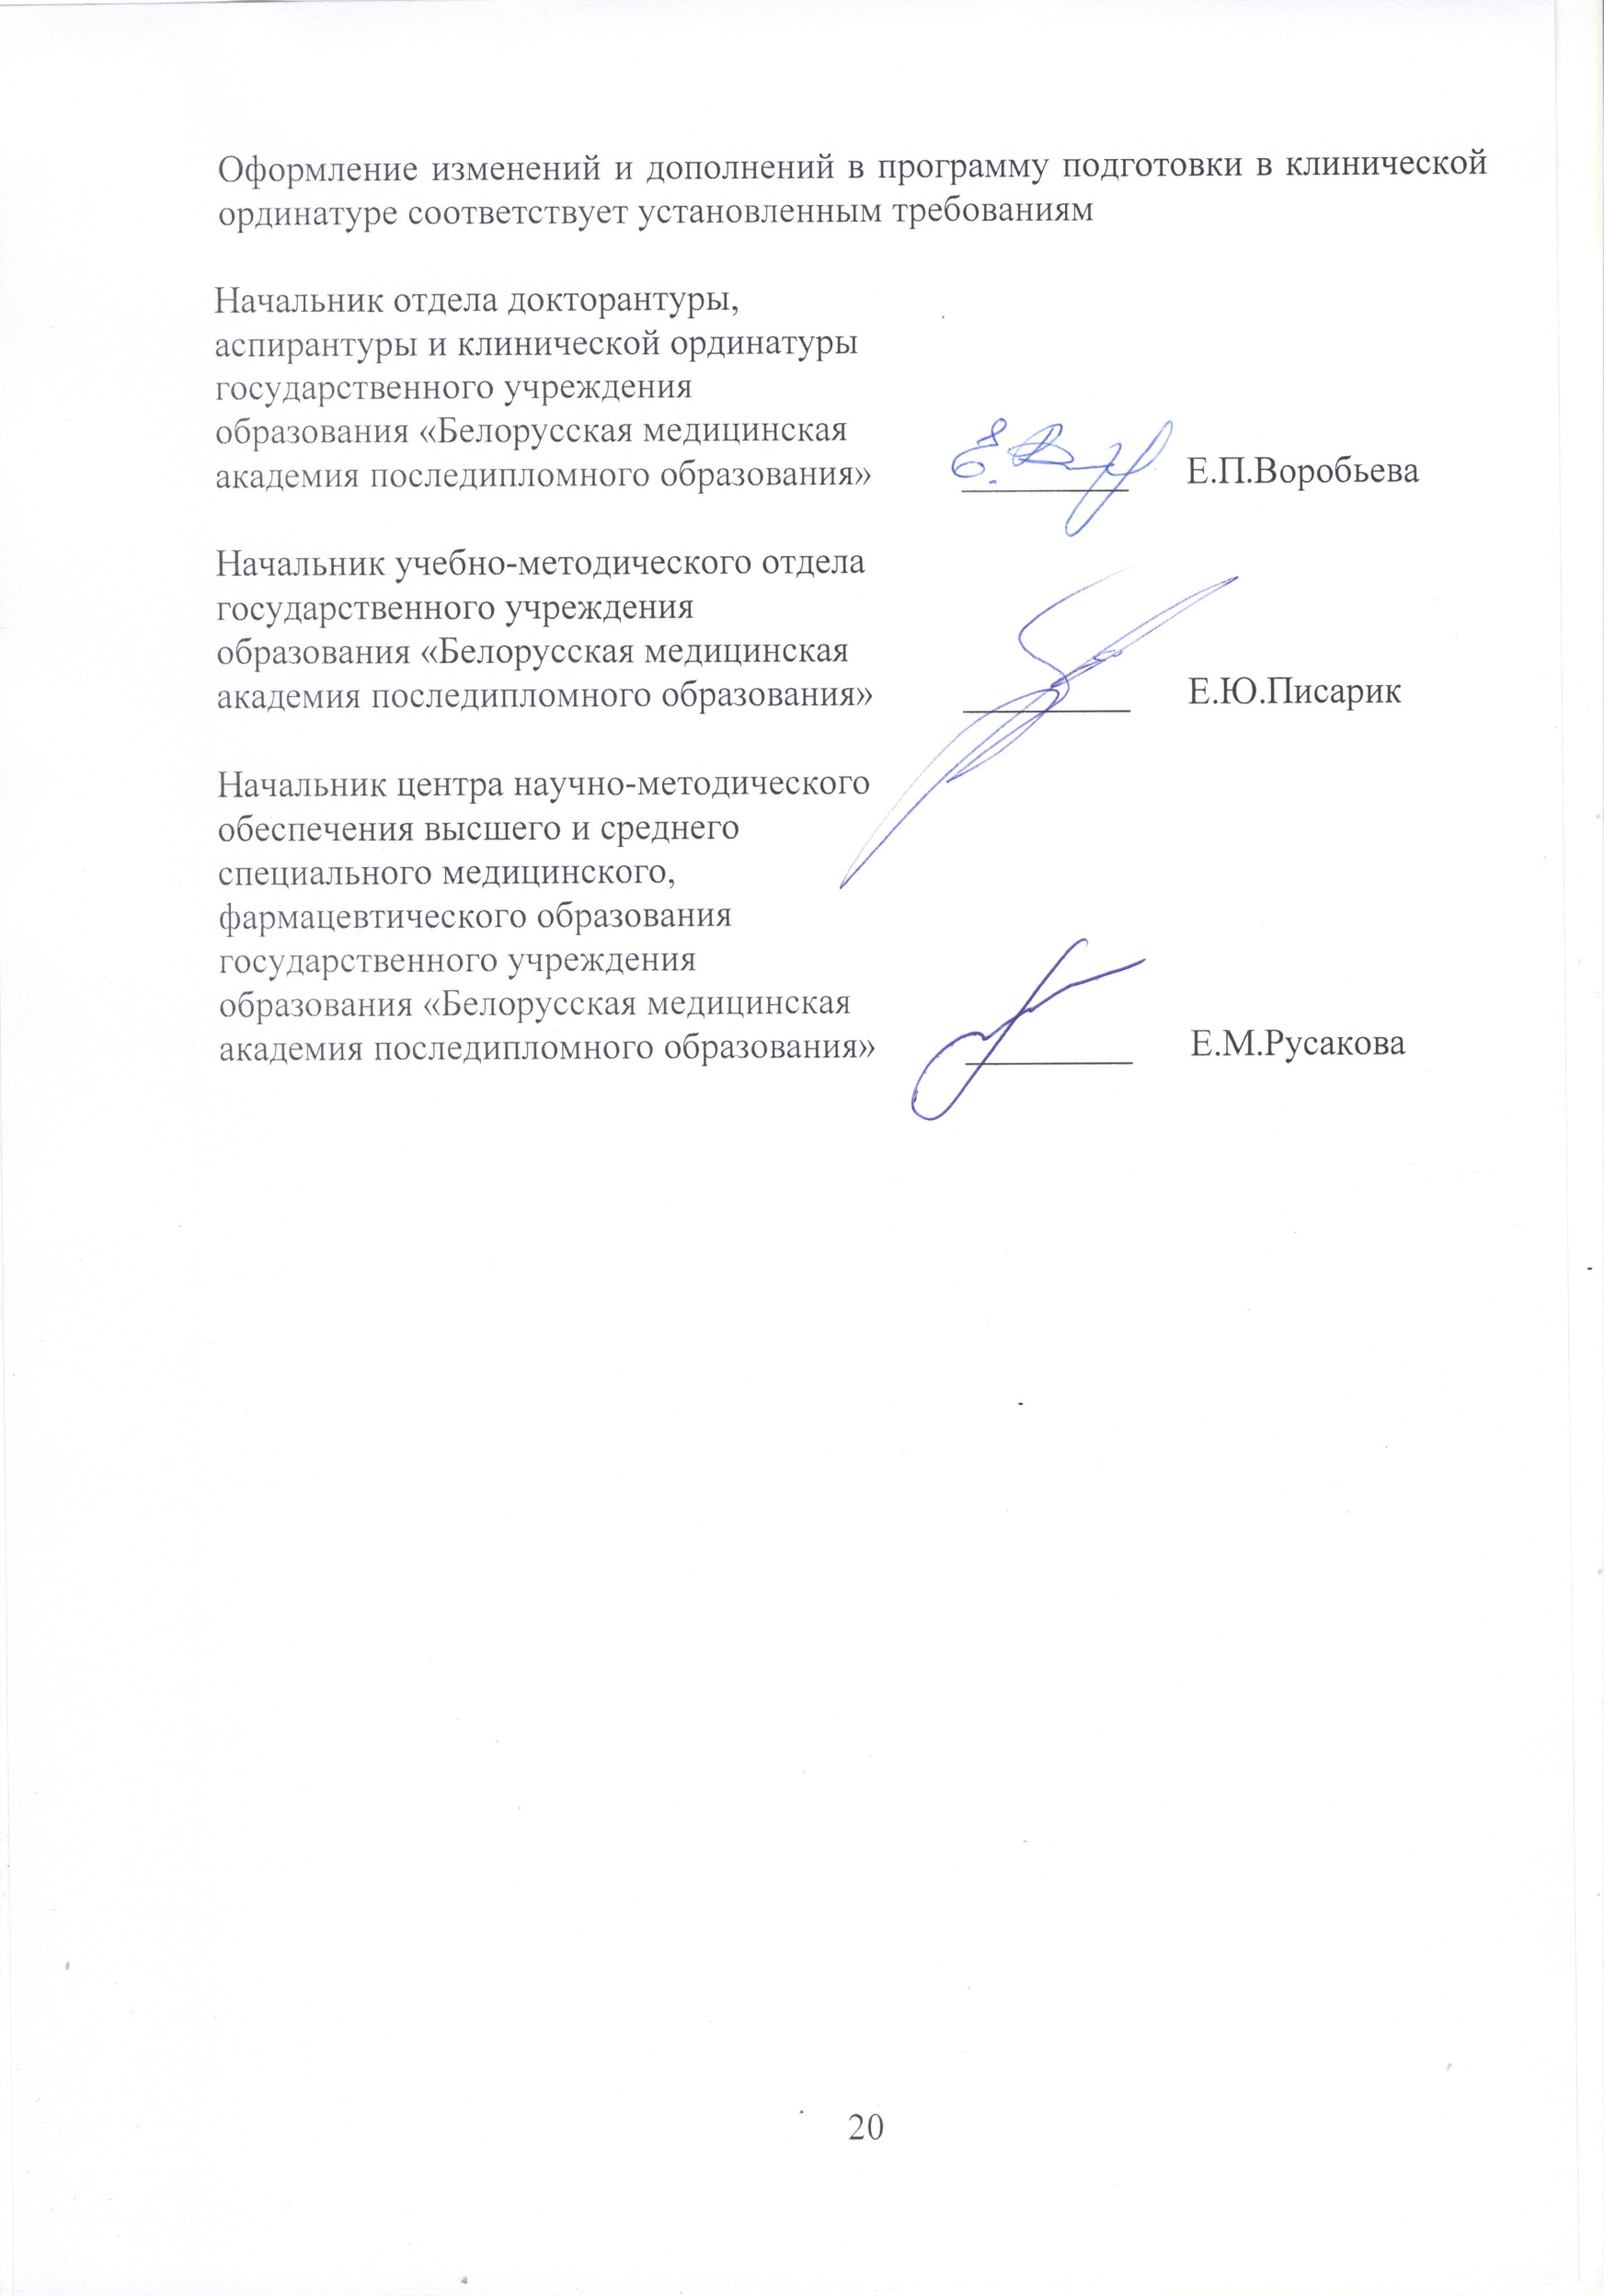 Оформление изменений и дополнений в программу подготовки в клинической
ординатуре соответствует установленным требованиям
Начальник отдела докторантуры,
аспирантуры и клинической ординатуры
государственного учреждения
образования «Белорусская медицинская
академия последипломного образования» Е.П.Воробьева
Начальник учебно-методического отдела
государственного учреждения
образования «Белорусская медицинская
академия последипломного образования» Е.Ю.Писарик
Начальник центра научно-методического
обеспечения высшего и среднего
специального медицинского,
фармацевтического образования
государственного учреждения
образования «Белорусская медицинская
академия последипломного образования» Е.М.Русакова
20